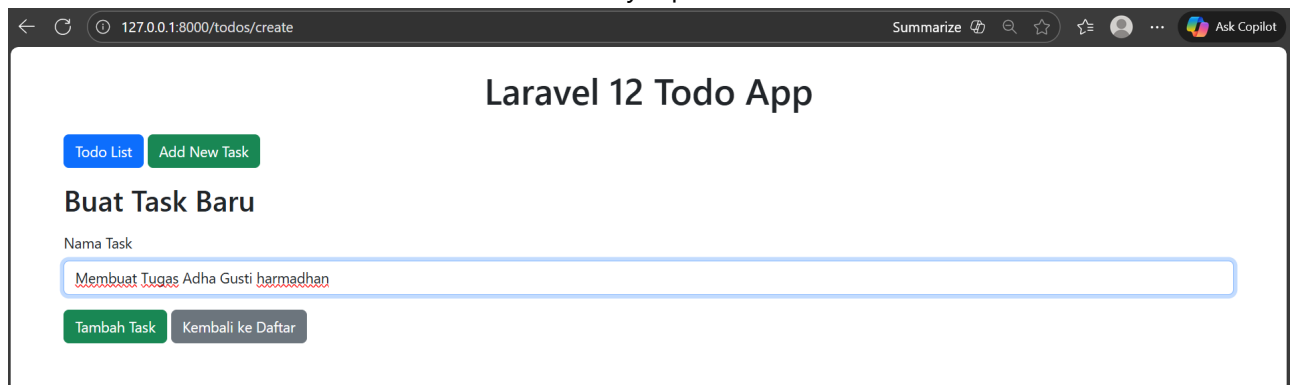 127.0.0.1:8000/todos/create Summarize Ask Copilot
Laravel 12 Todo App
Todo List Add New Task
Buat Task Baru
Nama Task
Membuat Tugas Adha Gusti harmadhan
Tambah Task Kembali ke Daftar